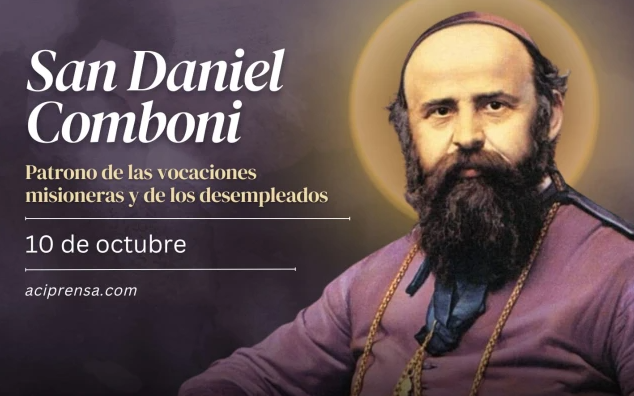 San Daniel
Comboni
Patrono de las vocaciones
misioneras y de los desempleados
10 de octubre
aciprensa.com